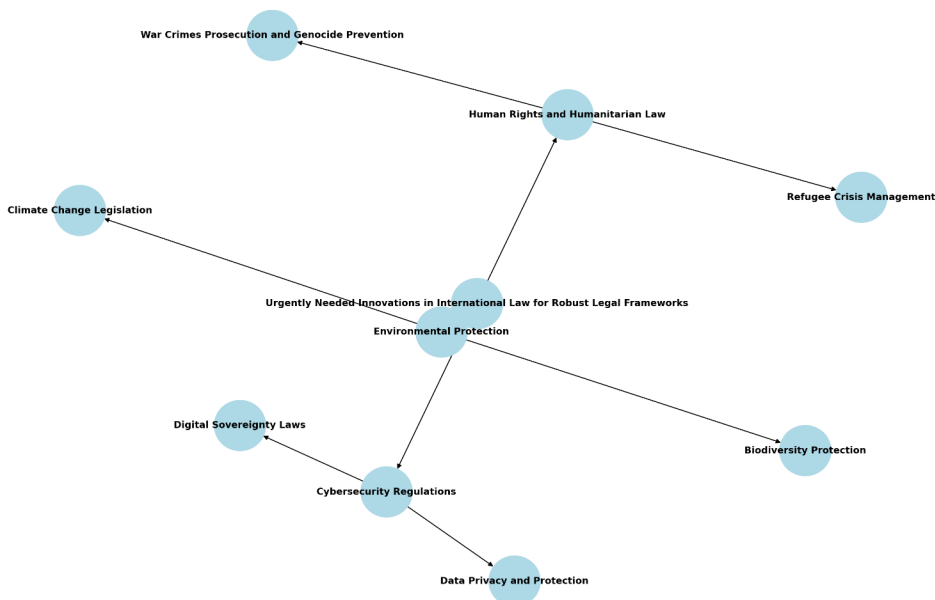 War Crimes Prosecution and Genocide Prevention
Human Rights and Humanitarian Law
Refugee Crisis Management
Climate Change Legislation
Urgently Needed Innovations in International Law for Robust Legal Frameworks
Environmental Protection
Digital Sovereignty Laws
Biodiversity Protection
Cybersecurity Regulations
Data Privacy and Protection